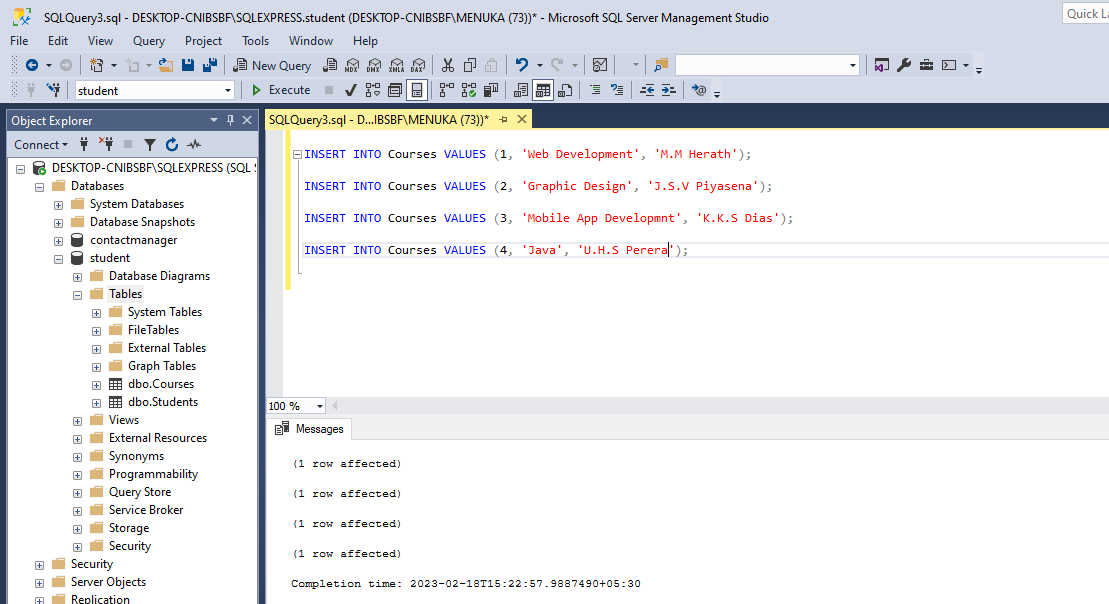 SQLQuery3.sql - DESKTOP-CNIBSBF\SQLEXPRESS.student (DESKTOP-CNIBSBF\MENUKA (73))* - Microsoft SQL Server Management Studio
Quick La
File Edit View Query Project Tools Window Help
New Query MDX DMX XMLA DAX
student Execute
Object Explorer
Connect
DESKTOP-CNIBSBF\SQLEXPRESS (SQL S
Databases
System Databases
Database Snapshots
contactmanager
student
Database Diagrams
Tables
System Tables
FileTables
External Tables
Graph Tables
dbo.Courses
dbo.Students
Views
External Resources
Synonyms
Programmability
Query Store
Service Broker
Storage
Security
Security
Server Objects
Replication
SQLQuery3.sql - D...IBSBF\MENUKA (73))*
INSERT INTO Courses VALUES (1, 'Web Development', 'M.M Herath');
INSERT INTO Courses VALUES (2, 'Graphic Design', 'J.S.V Piyasena');
INSERT INTO Courses VALUES (3, 'Mobile App Developmnt', 'K.K.S Dias');
INSERT INTO Courses VALUES (4, 'Java', 'U.H.S Perera');
100 %
Messages
(1 row affected)
(1 row affected)
(1 row affected)
(1 row affected)
Completion time: 2023-02-18T15:22:57.9887490+05:30